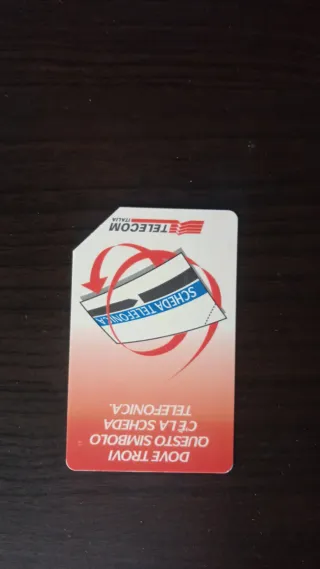 TELECOM
ITALIA
SCHEDA TELEFONICA
DOVE TROVI
QUESTO SIMBOLO
C'È LA SCHEDA
TELEFONICA.